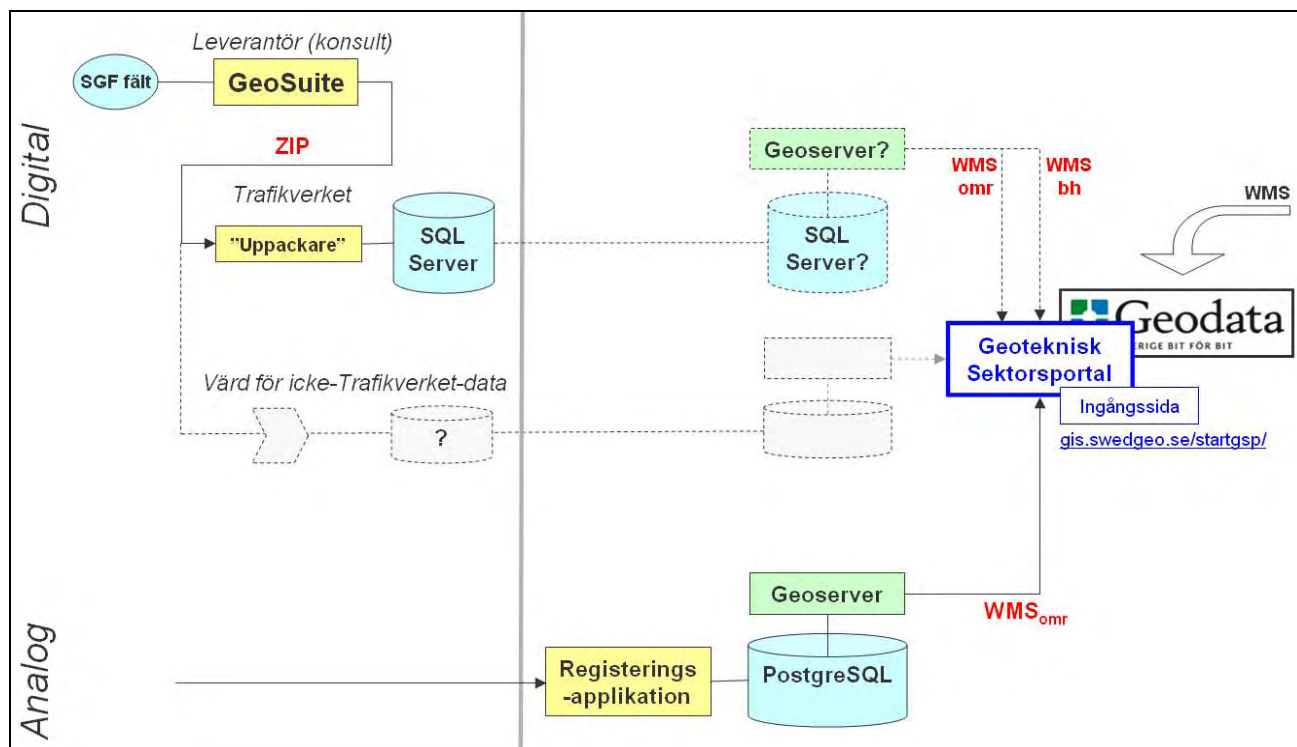 Digital
Leverantör (konsult)
SGF fält
GeoSuite
ZIP
Trafikverket
"Uppackare"
SQL
Server
Värd för icke-Trafikverket-data
?
Geoserver?
WMS
omr
WMS
bh
SQL
Server?
WMS
Geodata
ERIGE BIT FÖR BIT
Geoteknisk
Sektorsportal
Ingångssida
gis.swedgeo.se/startgsp/
Analog
Geoserver
WMSomr
Registerings
-applikation
PostgreSQL